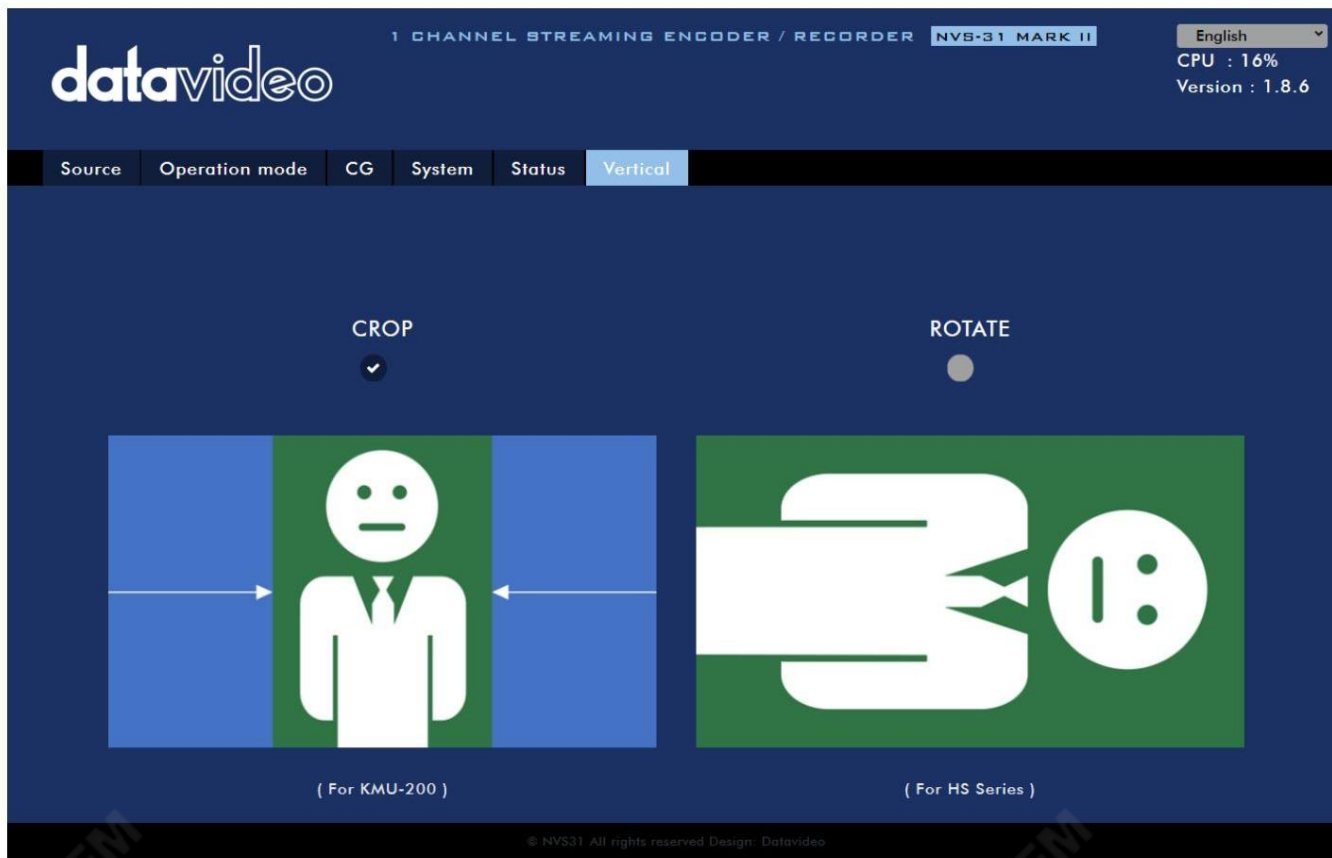 1 CHANNEL STREAMING ENCODER / RECORDER NVS-31 MARK II
English
datavideo
CPU : 16%
Version : 1.8.6
Source Operation mode CG System Status Vertical
CROP ROTATE
( For KMU-200 ) ( For HS Series )
© NVS31 All rights reserved Design: Datavideo